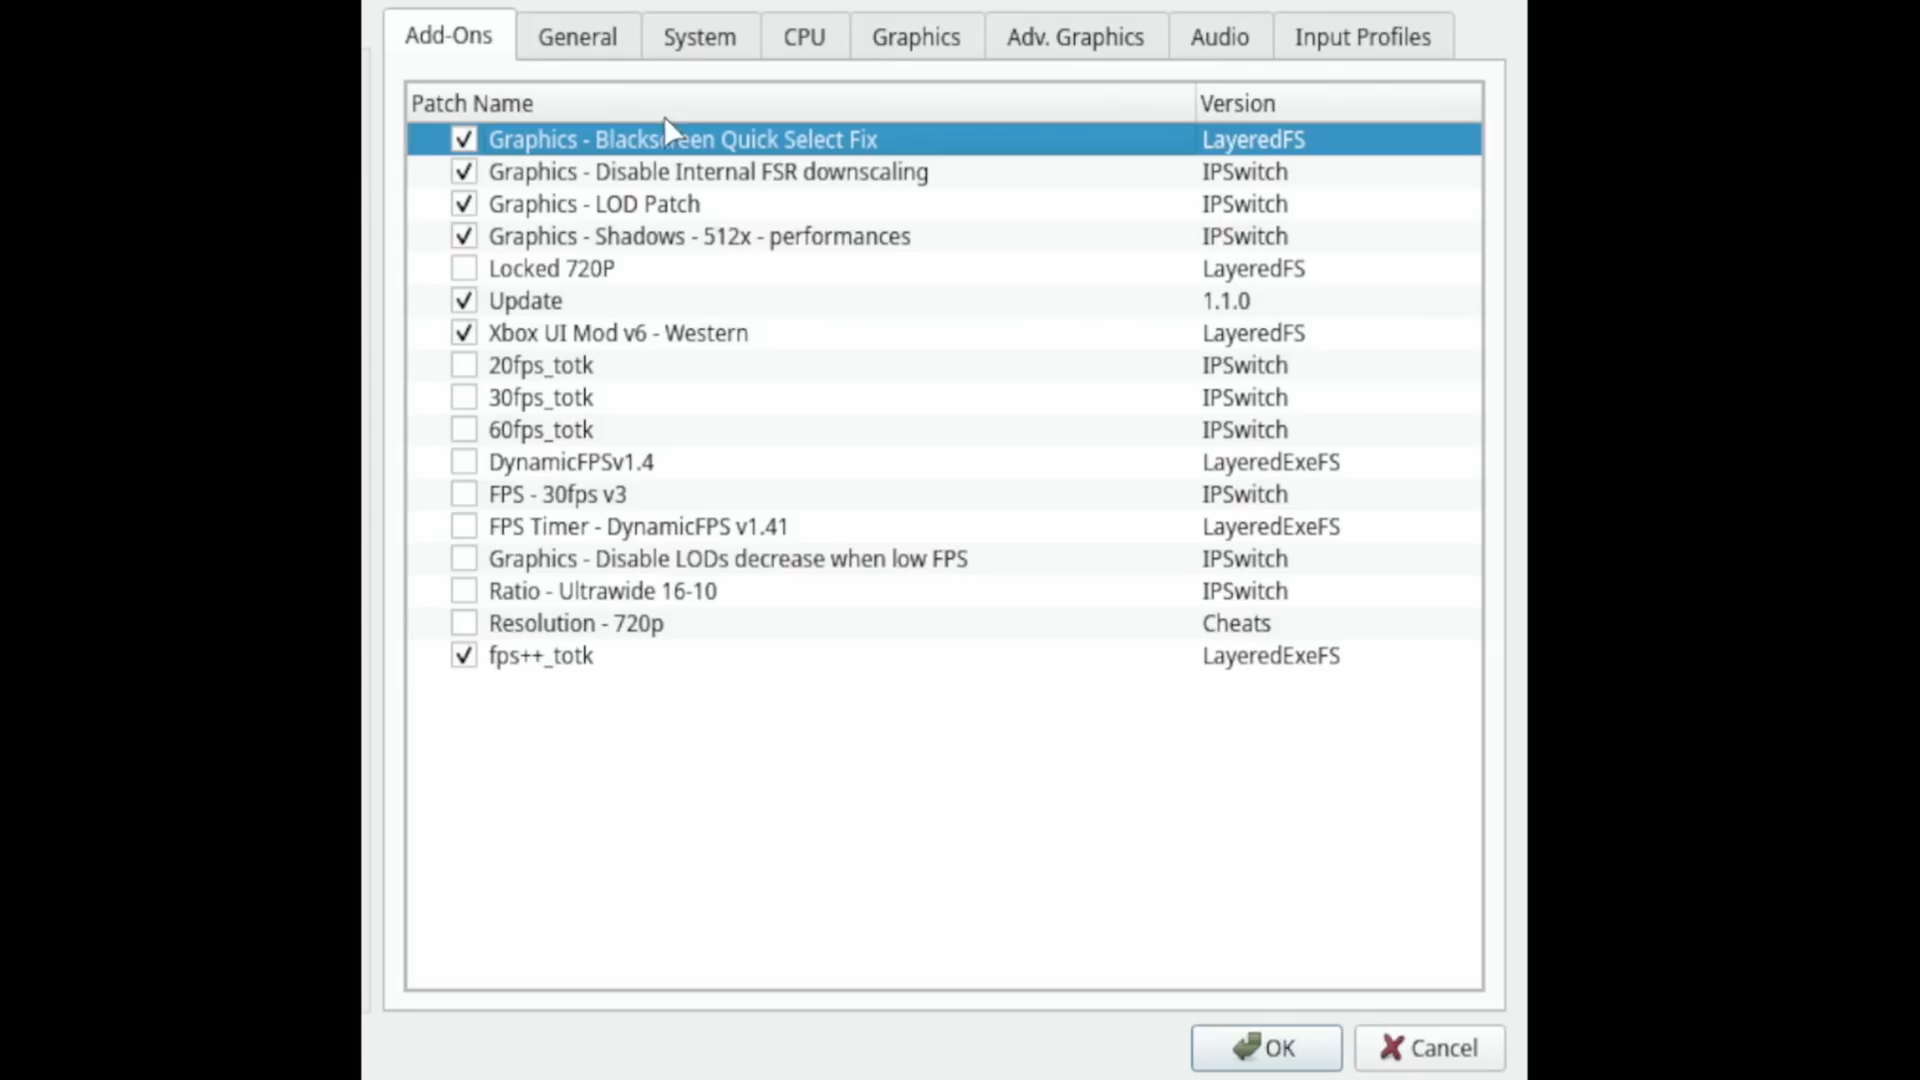 Add-Ons General System CPU Graphics Adv. Graphics Audio Input Profiles
Patch Name Version
Graphics - Blackscreen Quick Select Fix LayeredFS
Graphics - Disable Internal FSR downscaling IPSwitch
Graphics - LOD Patch IPSwitch
Graphics - Shadows - 512x - performances IPSwitch
Locked 720P LayeredFS
Update 1.1.0
Xbox UI Mod v6 - Western LayeredFS
20fps_totk IPSwitch
30fps_totk IPSwitch
60fps_totk IPSwitch
DynamicFPSv1.4 LayeredExeFS
FPS - 30fps v3 IPSwitch
FPS Timer - DynamicFPS v1.41 LayeredExeFS
Graphics - Disable LODs decrease when low FPS IPSwitch
Ratio - Ultrawide 16-10 IPSwitch
Resolution - 720p Cheats
fps++_totk LayeredExeFS
OK Cancel